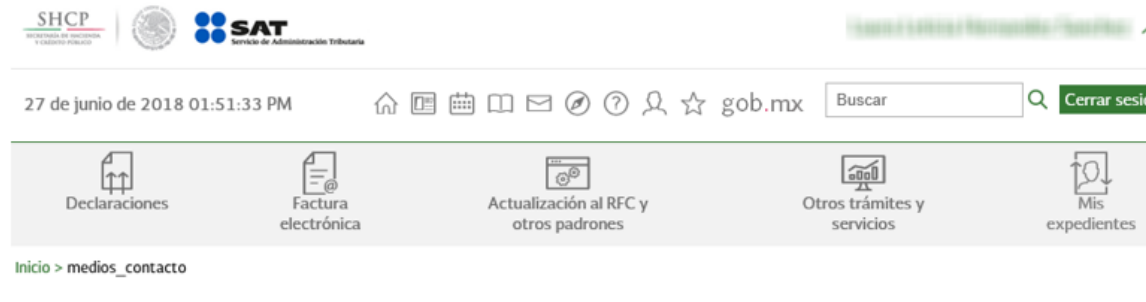 SHCP
SECRETARÍA DE HACIENDA
Y CRÉDITO PÚBLICO
SAT
Servicio de Administración Tributaria
27 de junio de 2018 01:51:33 PM
gob.mx
Buscar
Cerrar sesi
Declaraciones
Factura
electrónica
Actualización al RFC y
otros padrones
Otros trámites y
servicios
Mis
expedientes
Inicio > medios_contacto